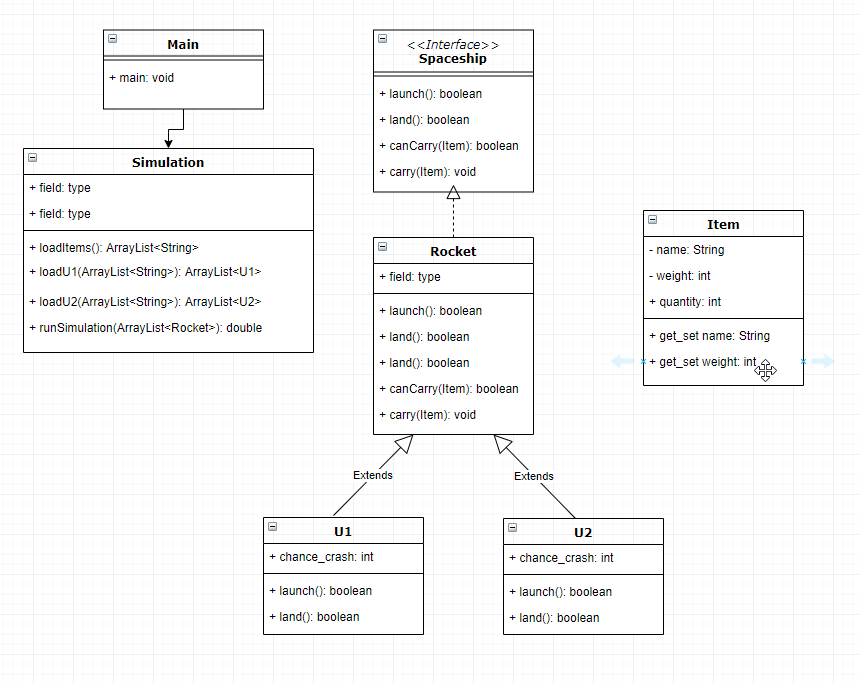 Main
+ main: void
<<Interface>>
Spaceship
+ launch(): boolean
+ land(): boolean
+ canCarry(Item): boolean
+ carry(Item): void
Simulation
+ field: type
+ field: type
+ loadItems(): ArrayList<String>
+ loadU1(ArrayList<String>): ArrayList<U1>
+ loadU2(ArrayList<String>): ArrayList<U2>
+ runSimulation(ArrayList<Rocket>): double
Rocket
+ field: type
+ launch(): boolean
+ land(): boolean
+ land(): boolean
+ canCarry(Item): boolean
+ carry(Item): void
Item
- name: String
- weight: int
+ quantity: int
+ get_set name: String
+ get_set weight: int
Extends
Extends
U1
+ chance_crash: int
+ launch(): boolean
+ land(): boolean
U2
+ chance_crash: int
+ launch(): boolean
+ land(): boolean